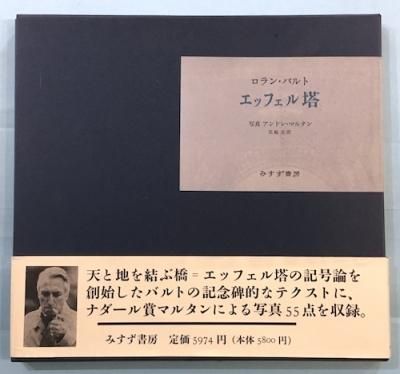 ロラン・バルト
エッフェル塔
写真 アンドレ・マルタン
みすず書房
天と地を結ぶ橋＝エッフェル塔の記号論を
創始したバルトの記念碑的なテクストに、
ナダール賞マルタンによる写真55点を収録。
みすず書房 定価5974円（本体5800円）